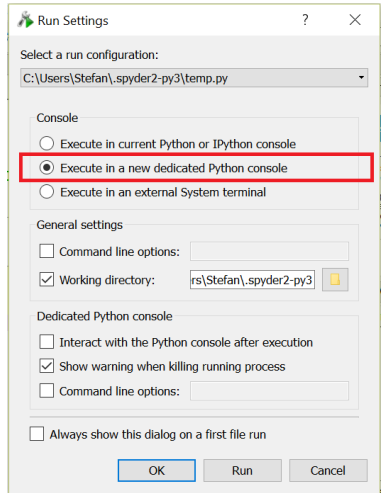 Run Settings
Select a run configuration:
C:\Users\Stefan\.spyder2-py3\temp.py
Console
Execute in current Python or IPython console
Execute in a new dedicated Python console
Execute in an external System terminal
General settings
Command line options:
Working directory: rs\Stefan\.spyder2-py3
Dedicated Python console
Interact with the Python console after execution
Show warning when killing running process
Command line options:
Always show this dialog on a first file run
OK Run Cancel